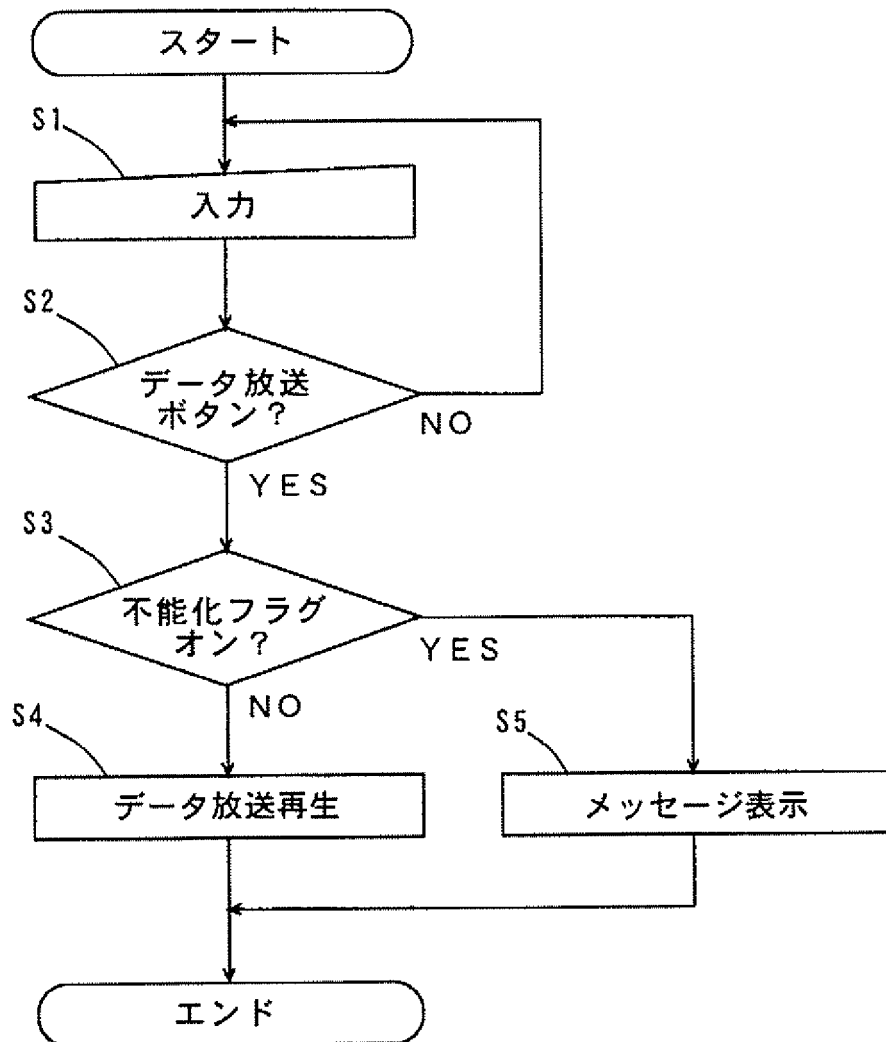 スタート
S1
入力
S2
データ放送
ボタン?
NO
YES
S3
不能化フラグ
オン?
YES
NO
S4
データ放送再生
S5
メッセージ表示
エンド